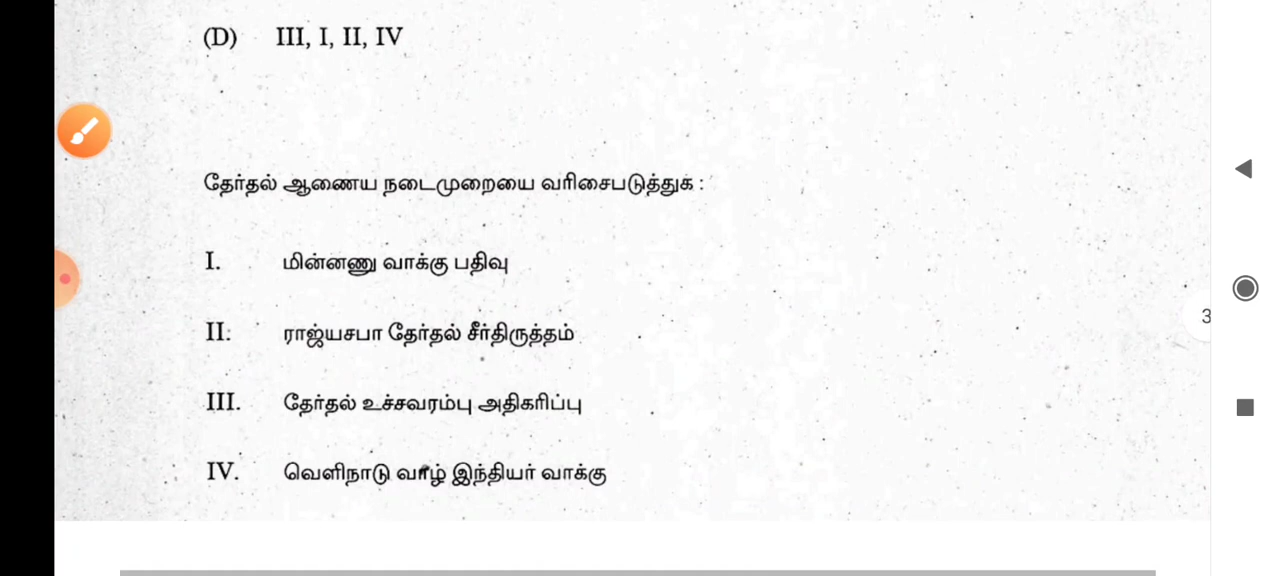 (D) III, I, II, IV
தேர்தல் ஆணைய நடைமுறையை வரிசைபடுத்துக :
I. மின்னணு வாக்கு பதிவு
II. ராஜ்யசபா தேர்தல் சீர்திருத்தம்
III. தேர்தல் உச்சவரம்பு அதிகரிப்பு
IV. வெளிநாடு வாழ் இந்தியர் வாக்கு
3